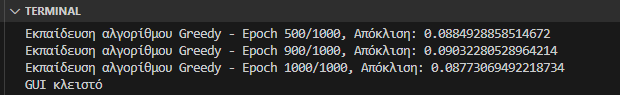 TERMINAL
Εκπαίδευση αλγορίθμου Greedy - Epoch 500/1000, Απόκλιση: 0.0884928858514672
Εκπαίδευση αλγορίθμου Greedy - Epoch 900/1000, Απόκλιση: 0.09032280528964214
Εκπαίδευση αλγορίθμου Greedy - Epoch 1000/1000, Απόκλιση: 0.08773069492218734
GUI κλειστό